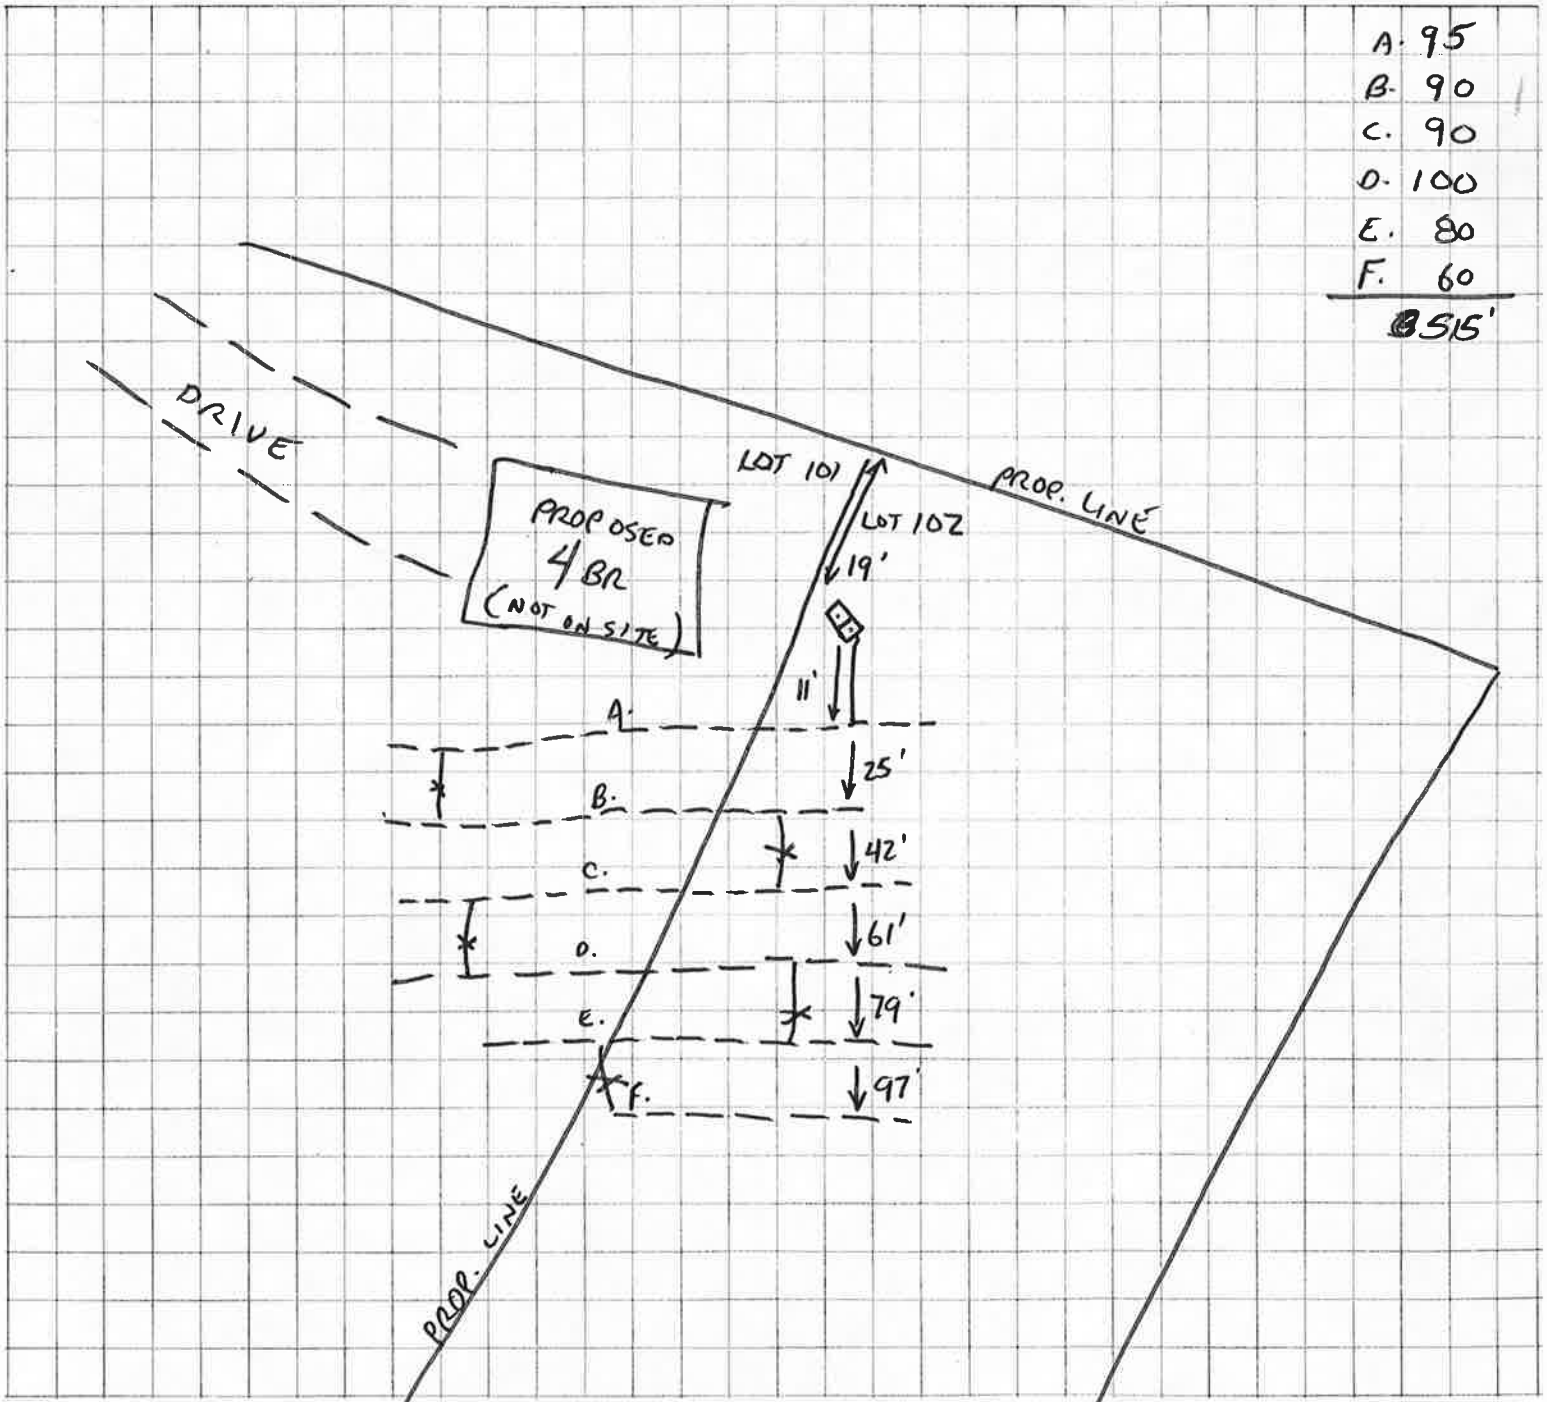 A. 95
B. 90
C. 90
D. 100
E. 80
F. 60
515'
DRIVE
PROPOSED
4 BR
(NOT ON SITE)
LOT 101
LOT 102
PROP. LINE
19'
11'
A.
25'
B.
42'
C.
61'
D.
79'
E.
97'
F.
PROP. LINE